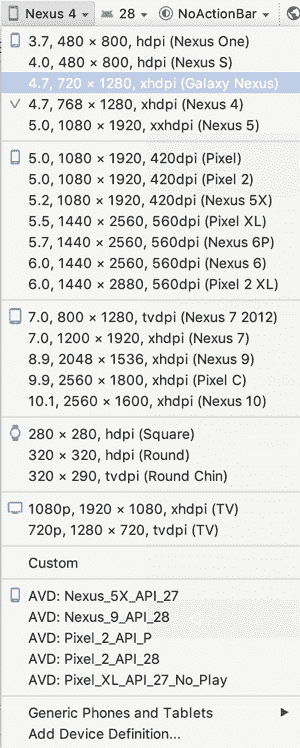 Nexus 4 28 NoActionBar
3.7, 480 × 800, hdpi (Nexus One)
4.0, 480 × 800, hdpi (Nexus S)
4.7, 720 × 1280, xhdpi (Galaxy Nexus)
4.7, 768 × 1280, xhdpi (Nexus 4)
5.0, 1080 × 1920, xxhdpi (Nexus 5)
5.0, 1080 × 1920, 420dpi (Pixel)
5.0, 1080 × 1920, 420dpi (Pixel 2)
5.2, 1080 × 1920, 420dpi (Nexus 5X)
5.5, 1440 × 2560, 560dpi (Pixel XL)
5.7, 1440 × 2560, 560dpi (Nexus 6P)
6.0, 1440 × 2560, 560dpi (Nexus 6)
6.0, 1440 × 2880, 560dpi (Pixel 2 XL)
7.0, 800 × 1280, tvdpi (Nexus 7 2012)
7.0, 1200 × 1920, xhdpi (Nexus 7)
8.9, 2048 × 1536, xhdpi (Nexus 9)
9.9, 2560 × 1800, xhdpi (Pixel C)
10.1, 2560 × 1600, xhdpi (Nexus 10)
280 × 280, hdpi (Square)
320 × 320, hdpi (Round)
320 × 290, tvdpi (Round Chin)
1080p, 1920 × 1080, xhdpi (TV)
720p, 1280 × 720, tvdpi (TV)
Custom
AVD: Nexus_5X_API_27
AVD: Nexus_9_API_28
AVD: Pixel_2_API_P
AVD: Pixel_2_API_28
AVD: Pixel_XL_API_27_No_Play
Generic Phones and Tablets
Add Device Definition...